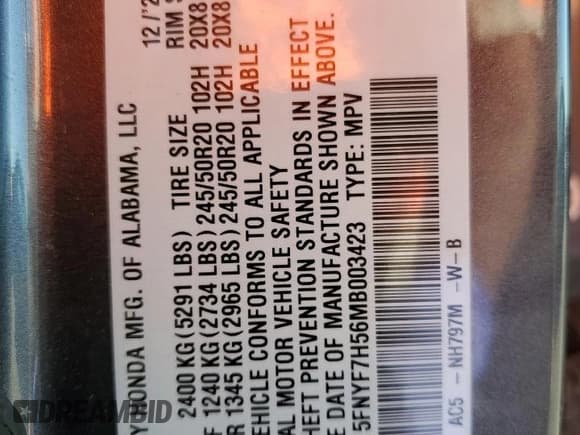 Y HONDA MFG. OF ALABAMA, LLC 12 /'2
2400 KG (5291 LBS) TIRE SIZE RIM S
F 1240 KG (2734 LBS) 245/50R20 102H 20X8
R 1345 KG (2965 LBS) 245/50R20 102H 20X8
EHICLE CONFORMS TO ALL APPLICABLE
AL MOTOR VEHICLE SAFETY
HEFT PREVENTION STANDARDS IN EFFECT
E DATE OF MANUFACTURE SHOWN ABOVE.
5FNYF7H56MB003423 TYPE: MPV
AC5 - NH797M -W-B
DREAMBID